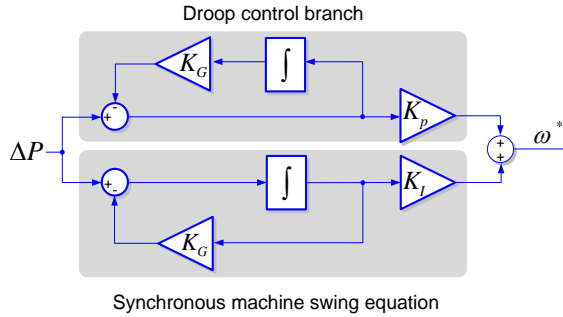 Droop control branch
K_G
∫
-
+
K_p
ΔP
+
+
ω*
+
-
∫
K_I
K_G
Synchronous machine swing equation